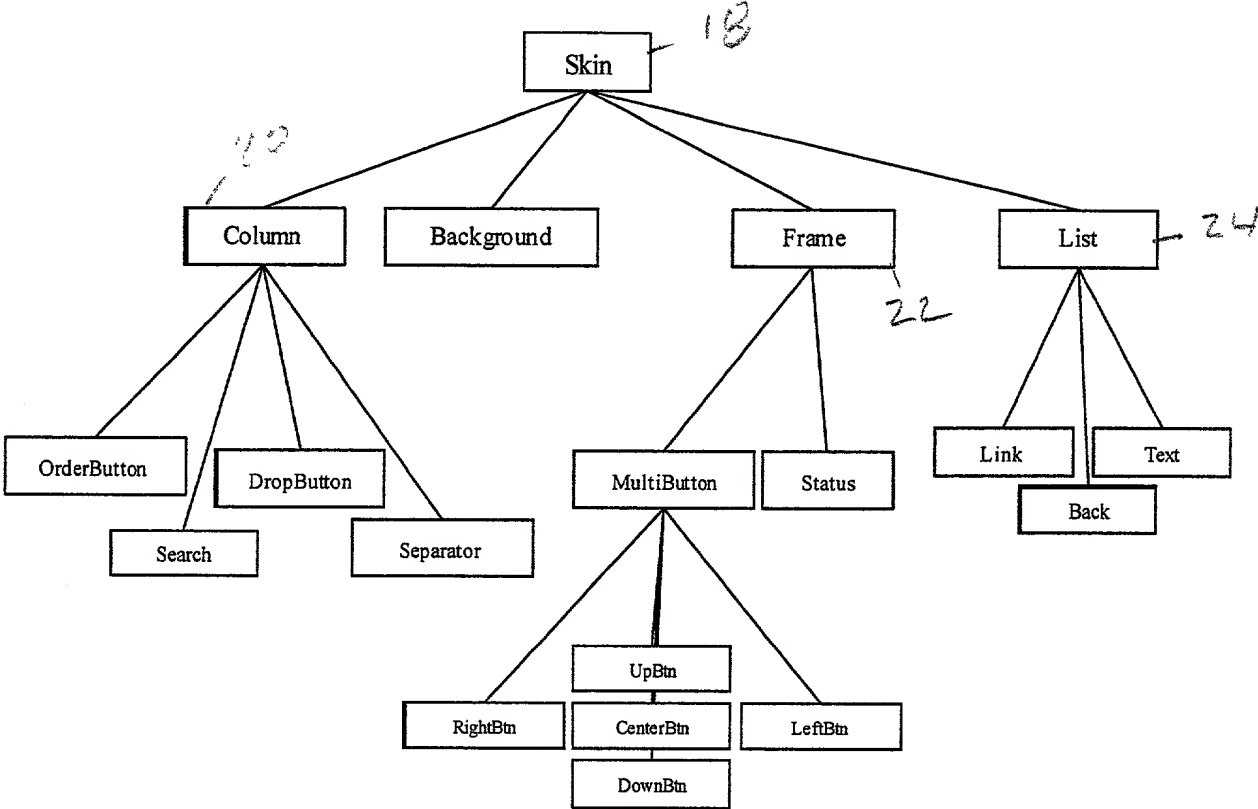 18
Skin
Column
Background
Frame
List
24
22
OrderButton
DropButton
MultiButton
Status
Link
Text
Back
Search
Separator
UpBtn
RightBtn
CenterBtn
LeftBtn
DownBtn